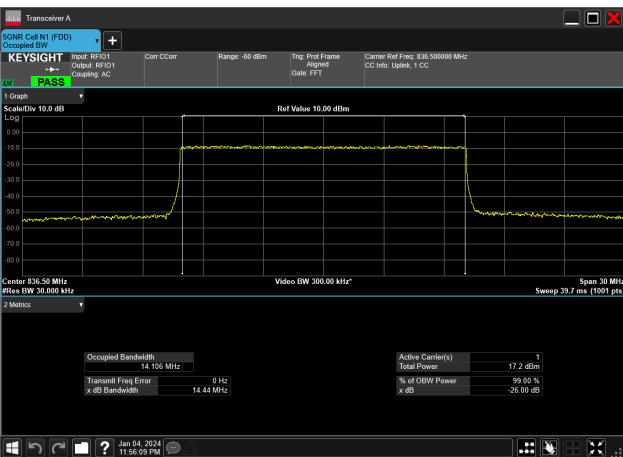 Transceiver A
5GNR Cell N1 (FDD)
Occupied BW
KEYSIGHT
PASS
Input: RFIO1
Output: RFIO1
Coupling: AC
Corr CCorr
Range: -60 dBm
Trig: Prot Frame
Aligned
Gate: FFT
Carrier Ref Freq: 836.500000 MHz
CC Info: Uplink, 1 CC
1 Graph
Scale/Div 10.0 dB
Ref Value 10.00 dBm
Log
0.00
-10.0
-20.0
-30.0
-40.0
-50.0
-60.0
-70.0
-80.0
Center 836.50 MHz
Video BW 300.00 kHz*
Span 30 MHz
#Res BW 30.000 kHz
Sweep 39.7 ms (1001 pts)
2 Metrics
Occupied Bandwidth
14.106 MHz
Transmit Freq Error 0 Hz
x dB Bandwidth 14.44 MHz
Active Carrier(s) 1
Total Power 17.2 dBm
% of OBW Power 99.00 %
x dB -26.00 dB
?
Jan 04, 2024
11:56:09 PM